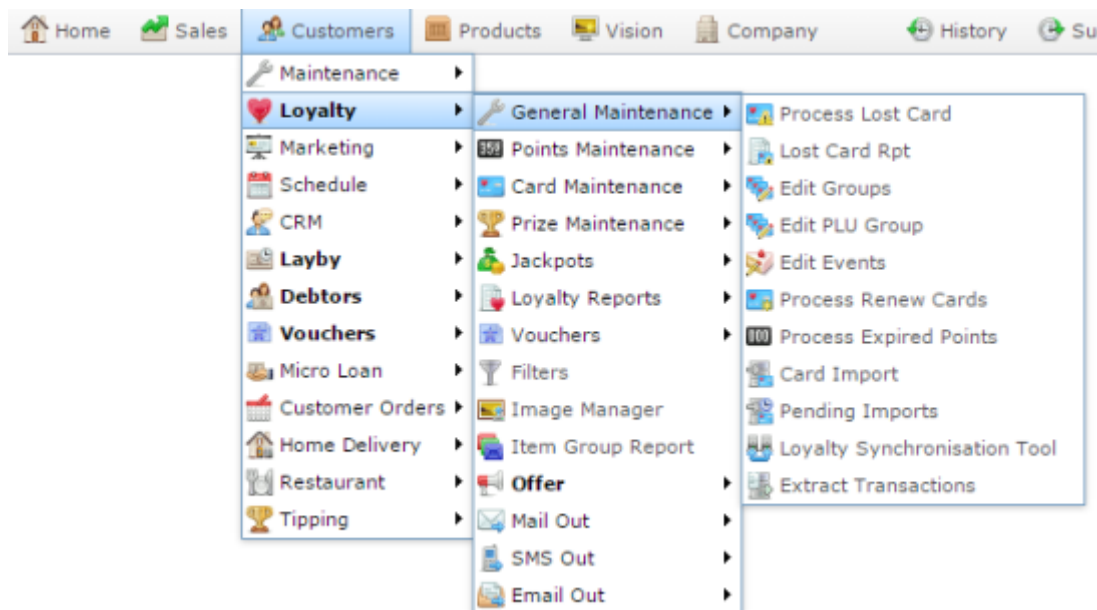 Home Sales Customers Products Vision Company History Su
Maintenance
Loyalty
Marketing
Schedule
CRM
Layby
Debtors
Vouchers
Micro Loan
Customer Orders
Home Delivery
Restaurant
Tipping
General Maintenance
Points Maintenance
Card Maintenance
Prize Maintenance
Jackpots
Loyalty Reports
Vouchers
Filters
Image Manager
Item Group Report
Offer
Mail Out
SMS Out
Email Out
Process Lost Card
Lost Card Rpt
Edit Groups
Edit PLU Group
Edit Events
Process Renew Cards
Process Expired Points
Card Import
Pending Imports
Loyalty Synchronisation Tool
Extract Transactions